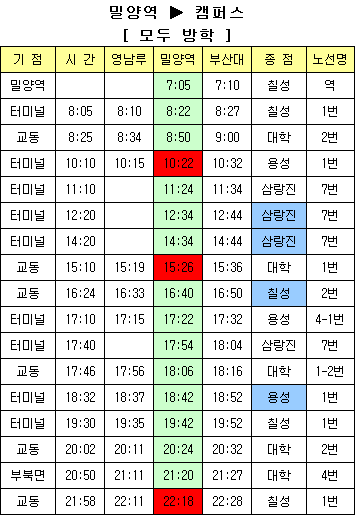 밀양역 ▶ 캠퍼스
[ 모두 방학 ]
기 점 시 간 영남루 밀양역 부산대 종 점 노선명
밀양역 7:05 7:10 칠성 역
터미널 8:05 8:10 8:22 8:27 칠성 1번
교동 8:25 8:34 8:50 9:00 대학 2번
터미널 10:10 10:15 10:22 10:32 용성 1번
터미널 11:10 11:24 11:34 삼랑진 7번
터미널 12:20 12:34 12:44 삼랑진 7번
터미널 14:20 14:34 14:44 삼랑진 7번
교동 15:10 15:19 15:26 15:36 대학 1번
교동 16:24 16:33 16:40 16:50 칠성 2번
터미널 17:10 17:15 17:22 17:32 용성 4-1번
터미널 17:40 17:54 18:04 삼랑진 7번
교동 17:46 17:56 18:06 18:16 대학 1-2번
터미널 18:32 18:37 18:42 18:52 용성 1번
터미널 19:30 19:35 19:42 19:52 칠성 1번
교동 20:02 20:11 20:24 20:32 대학 2번
부북면 20:50 21:11 21:20 21:27 대학 4번
교동 21:58 22:11 22:18 22:28 칠성 1번